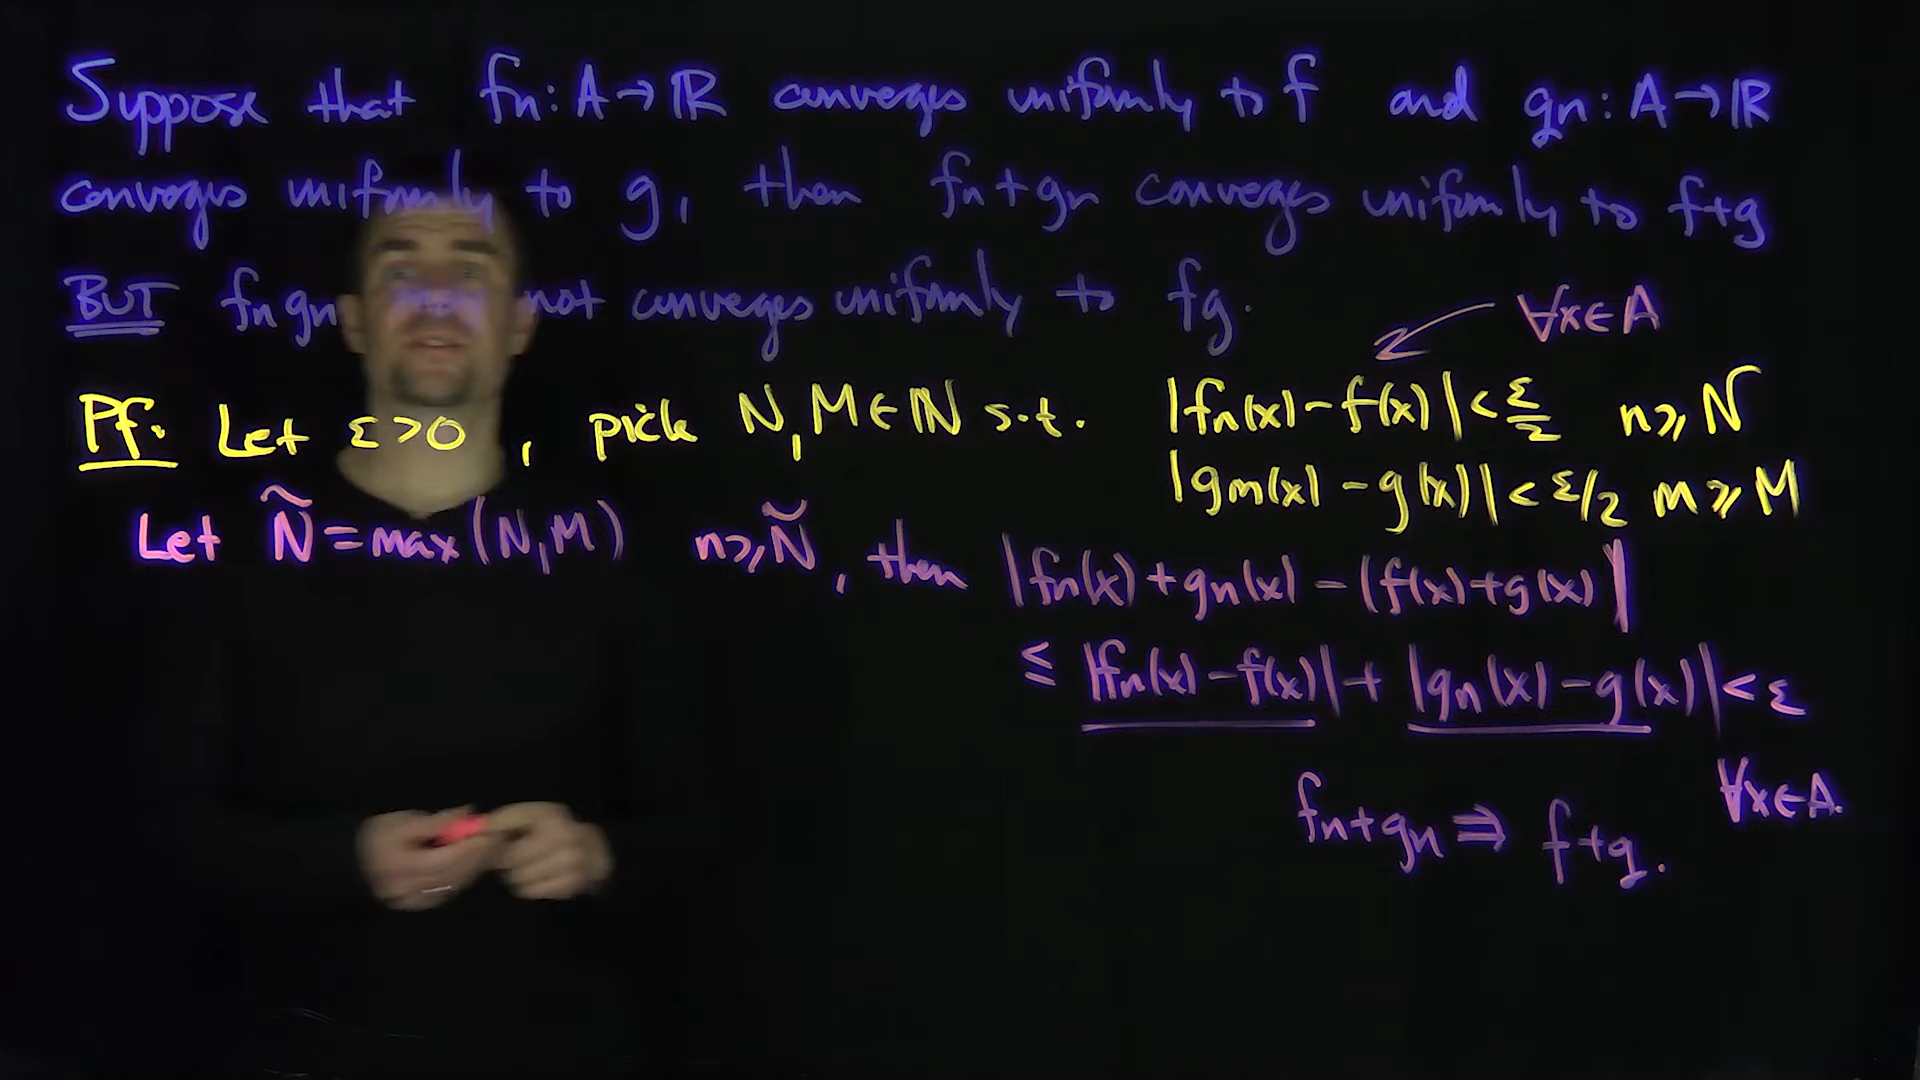 Suppose that fn: A→ℝ converges uniformly to f and gn: A→ℝ
converges uniformly to g, then fn+gn converges uniformly to f+g
BUT fngn not converges uniformly to fg.
∀x∈A
Pf: Let ε>0, pick N,M∈ℕ s.t. |fn(x)-f(x)|<ε/2 n≥N
|gm(x)-g(x)|<ε/2 m≥M
Let Ñ=max(N,M) n≥Ñ, then |fn(x)+gn(x)-(f(x)+g(x)|
≤ |fn(x)-f(x)|+|gn(x)-g(x)|<ε
∀x∈A.
fn+gn⇉f+g.